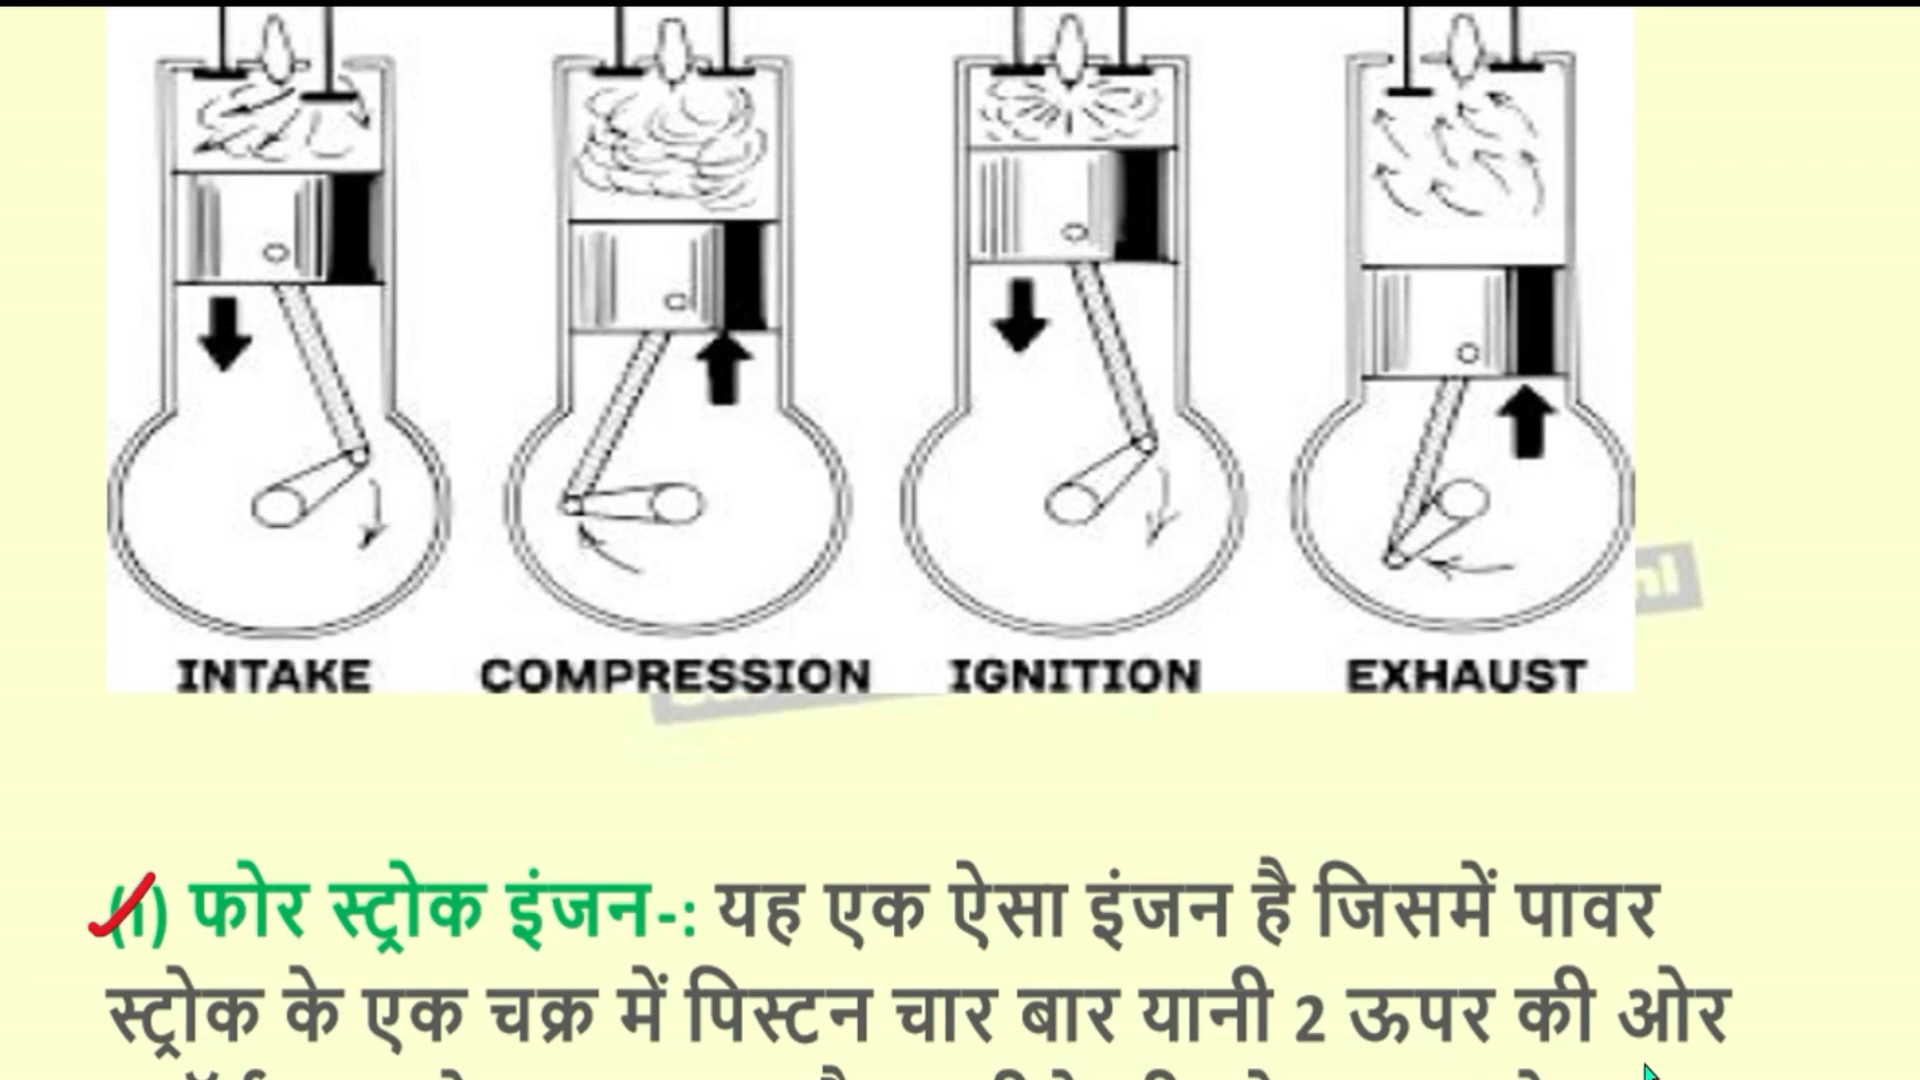 INTAKE COMPRESSION IGNITION EXHAUST
(i) फोर स्ट्रोक इंजन-: यह एक ऐसा इंजन है जिसमें पावर
स्ट्रोक के एक चक्र में पिस्टन चार बार यानी 2 ऊपर की ओर